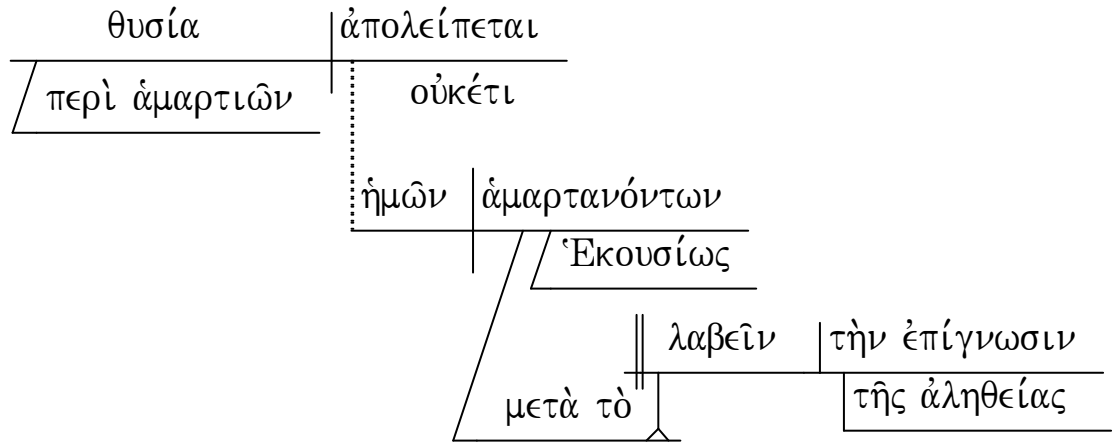 θυσία ἀπολείπεται
περὶ ἁμαρτιῶν οὐκέτι
ἡμῶν ἁμαρτανόντων
Ἑκουσίως
λαβεῖν τὴν ἐπίγνωσιν
μετὰ τὸ τῆς ἀληθείας